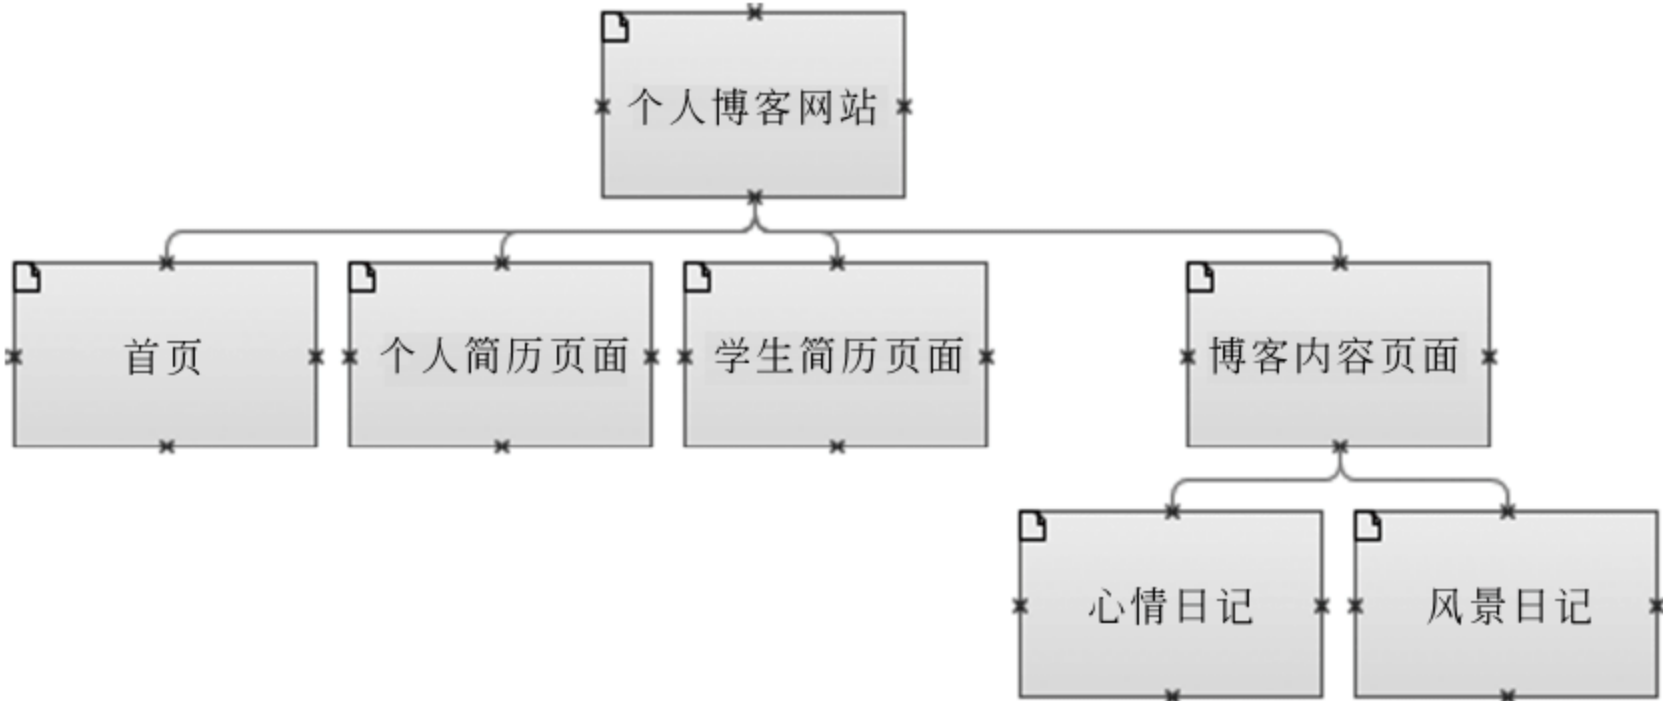 个人博客网站
首页
个人简历页面
学生简历页面
博客内容页面
心情日记
风景日记